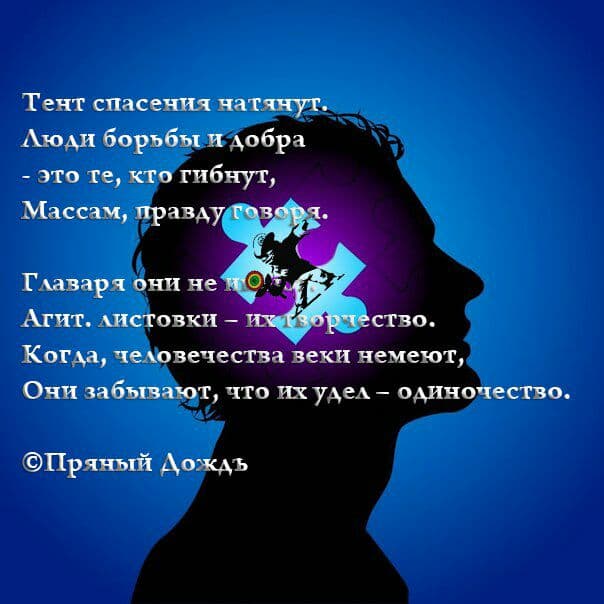 Тент спасения натянут.
Люди борьбы и добра
- это те, кто гибнут,
Массам, правду говоря.
Главаря они не
Агит. листовки – их творчество.
Когда, человечества веки немеют,
Они забывают, что их удел – одиночество.
©Пряный Дождъ